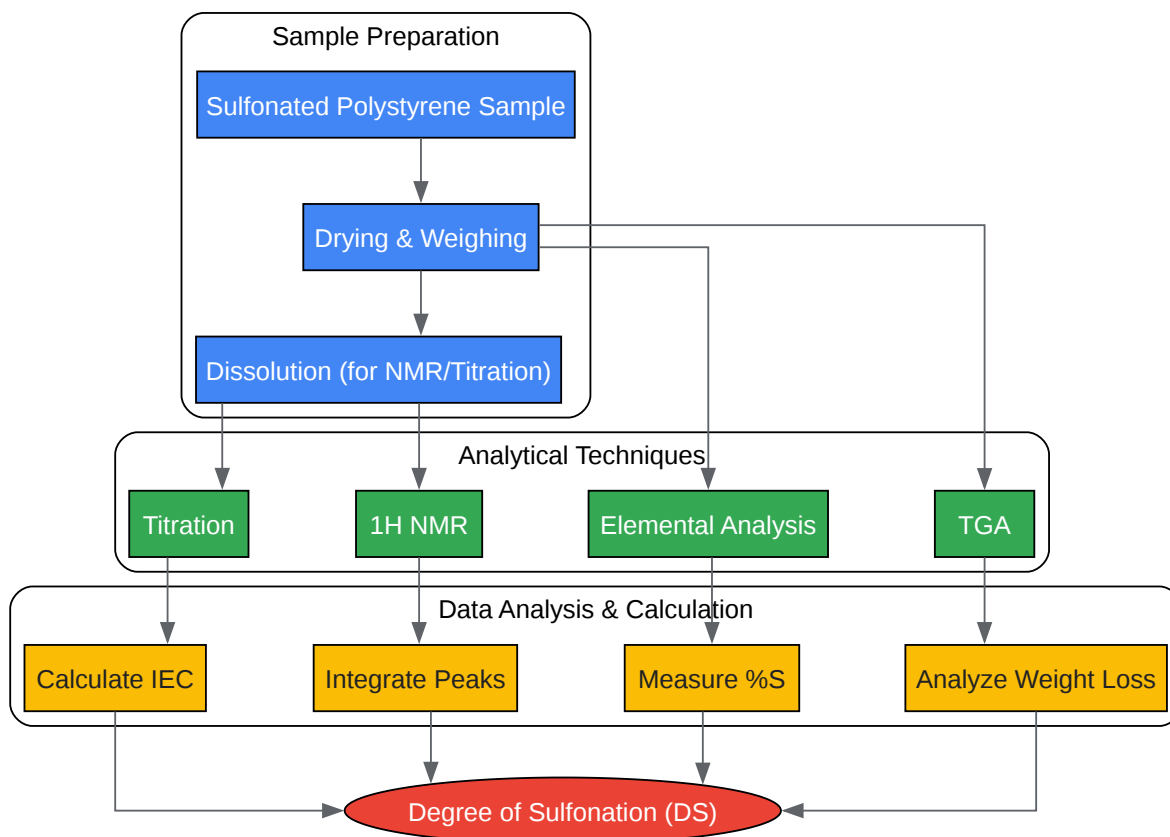 Sample Preparation
Sulfonated Polystyrene Sample
Drying & Weighing
Dissolution (for NMR/Titration)
Analytical Techniques
Titration
1H NMR
Elemental Analysis
TGA
Data Analysis & Calculation
Calculate IEC
Integrate Peaks
Measure %S
Analyze Weight Loss
Degree of Sulfonation (DS)